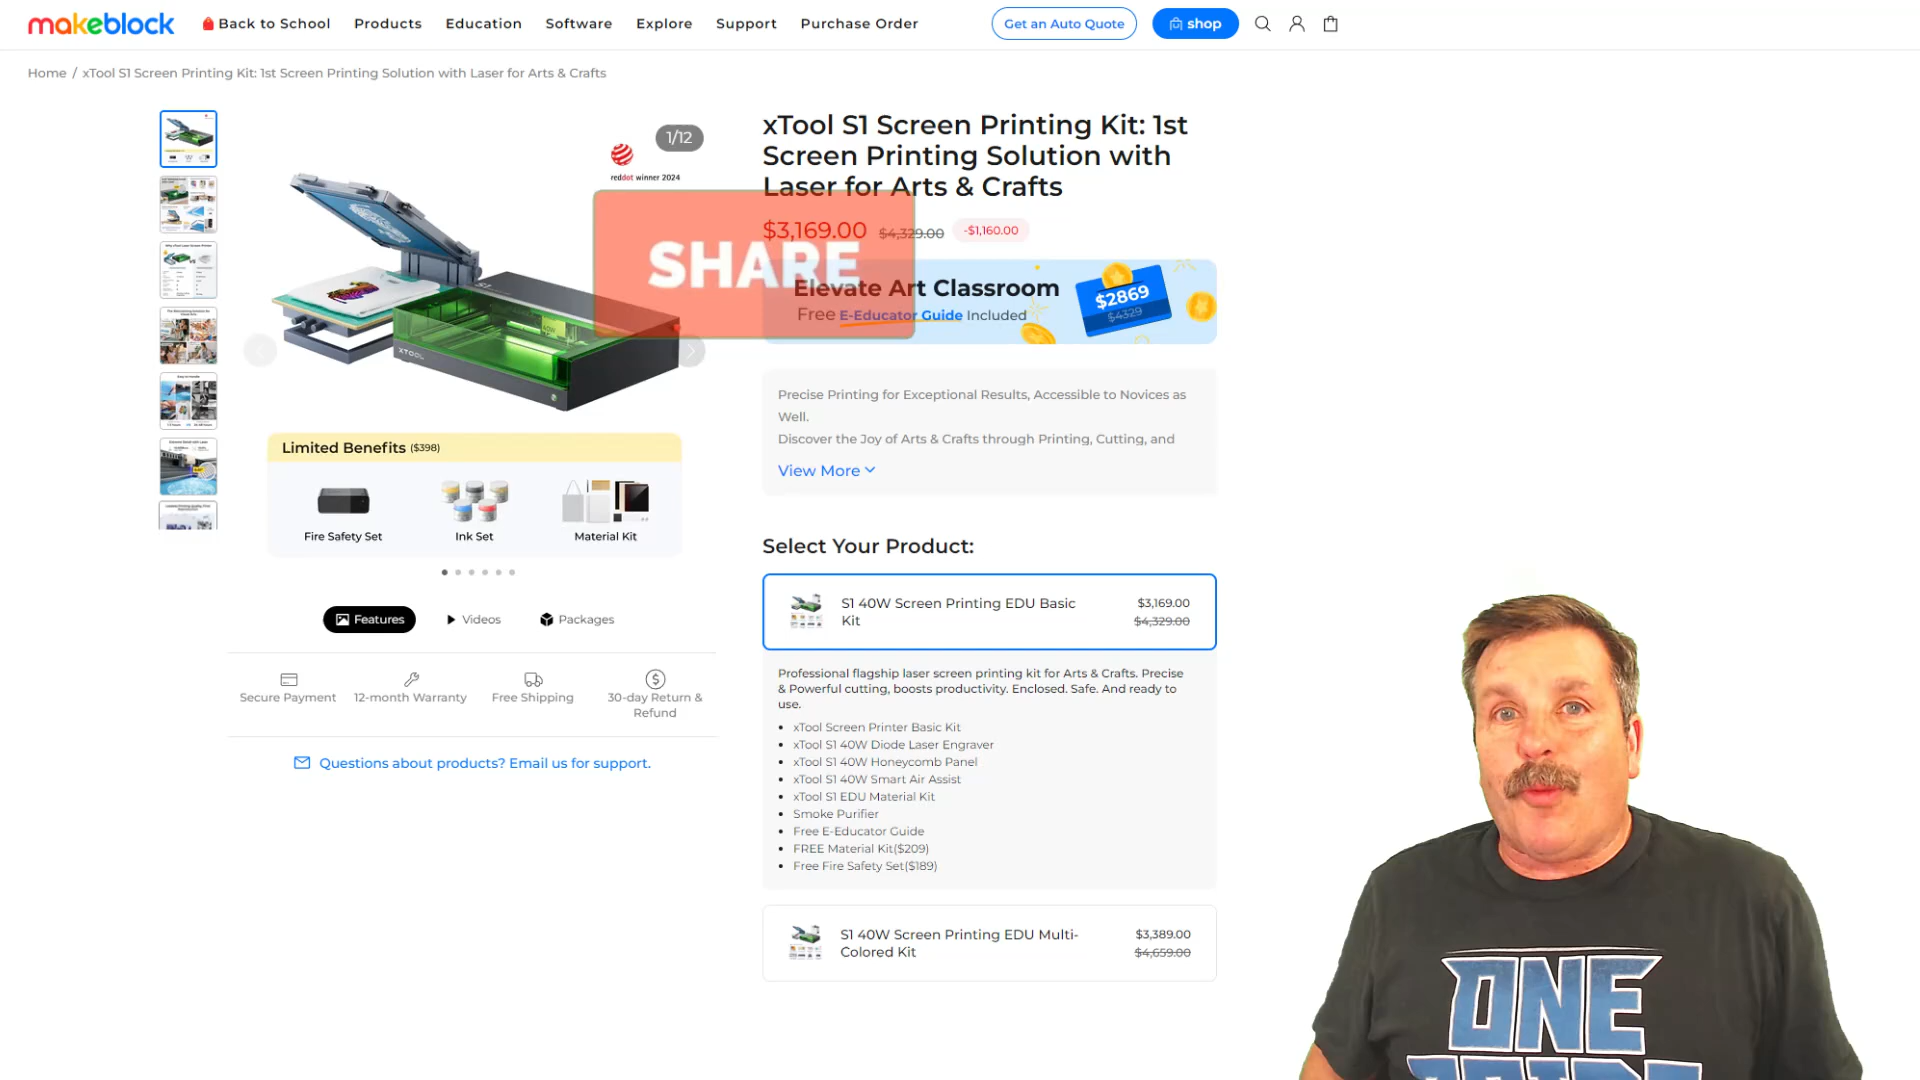 makeblock
Back to School
Products
Education
Software
Explore
Support
Purchase Order
Get an Auto Quote
shop
Home / xTool S1 Screen Printing Kit: 1st Screen Printing Solution with Laser for Arts & Crafts
1/12
reddot winner 2024
XTOOL
S1
Limited Benefits ($398)
Fire Safety Set
Ink Set
Material Kit
Features
Videos
Packages
Secure Payment
12-month Warranty
Free Shipping
30-day Return &
Refund
Questions about products? Email us for support.
xTool S1 Screen Printing Kit: 1st
Screen Printing Solution with
Laser for Arts & Crafts
$3,169.00 $4,329.00 -$1,160.00
SHARE
Elevate Art Classroom
Free E-Educator Guide Included
$2869
$4329
Precise Printing for Exceptional Results, Accessible to Novices as
Well.
Discover the Joy of Arts & Crafts through Printing, Cutting, and
View More
Select Your Product:
S1 40W Screen Printing EDU Basic
Kit
$3,169.00
$4,329.00
Professional flagship laser screen printing kit for Arts & Crafts. Precise
& Powerful cutting, boosts productivity. Enclosed. Safe. And ready to
use.
xTool Screen Printer Basic Kit
xTool S1 40W Diode Laser Engraver
xTool S1 40W Honeycomb Panel
xTool S1 40W Smart Air Assist
xTool S1 EDU Material Kit
Smoke Purifier
Free E-Educator Guide
FREE Material Kit($209)
Free Fire Safety Set($189)
S1 40W Screen Printing EDU Multi-
Colored Kit
$3,389.00
$4,659.00
ONE